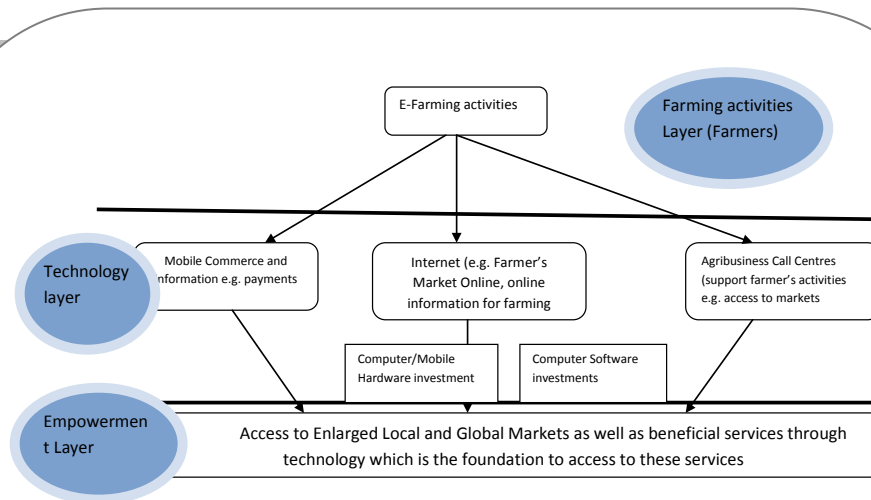 E-Farming activities
Farming activities
Layer (Farmers)
Technology
layer
Mobile Commerce and
information e.g. payments
Internet (e.g. Farmer’s
Market Online, online
information for farming
Agribusiness Call Centres
(support farmer’s activities
e.g. access to markets
Computer/Mobile
Hardware investment
Computer Software
investments
Empowermen
t Layer
Access to Enlarged Local and Global Markets as well as beneficial services through
technology which is the foundation to access to these services